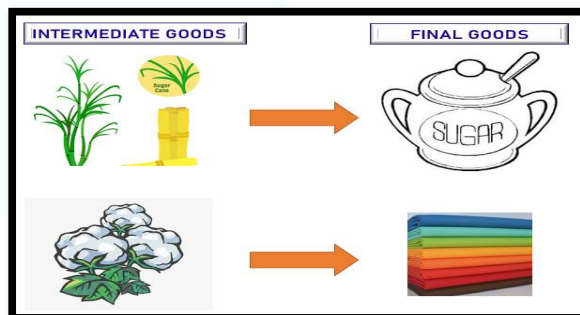 INTERMEDIATE GOODS
FINAL GOODS
Sugar
Cane
SUGAR